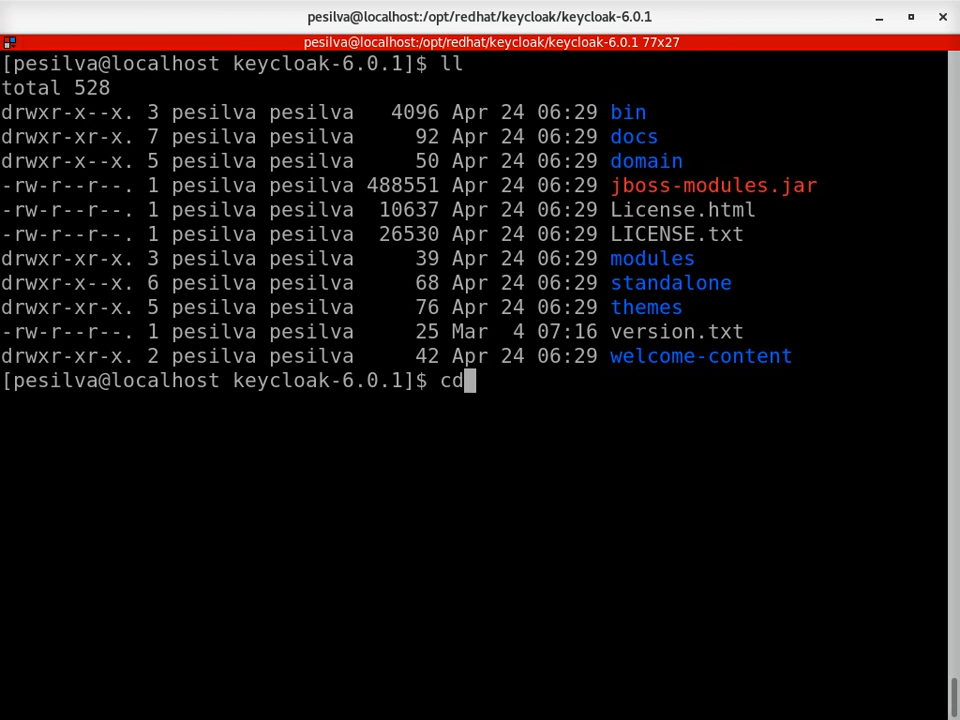 pesilva@localhost:/opt/redhat/keycloak/keycloak-6.0.1
pesilva@localhost:/opt/redhat/keycloak/keycloak-6.0.1 77x27
[pesilva@localhost keycloak-6.0.1]$ ll
total 528
drwxr-x--x. 3 pesilva pesilva   4096 Apr 24 06:29 bin
drwxr-xr-x. 7 pesilva pesilva     92 Apr 24 06:29 docs
drwxr-x--x. 5 pesilva pesilva     50 Apr 24 06:29 domain
-rw-r--r--. 1 pesilva pesilva 488551 Apr 24 06:29 jboss-modules.jar
-rw-r--r--. 1 pesilva pesilva  10637 Apr 24 06:29 License.html
-rw-r--r--. 1 pesilva pesilva  26530 Apr 24 06:29 LICENSE.txt
drwxr-xr-x. 3 pesilva pesilva     39 Apr 24 06:29 modules
drwxr-x--x. 6 pesilva pesilva     68 Apr 24 06:29 standalone
drwxr-xr-x. 5 pesilva pesilva     76 Apr 24 06:29 themes
-rw-r--r--. 1 pesilva pesilva     25 Mar  4 07:16 version.txt
drwxr-xr-x. 2 pesilva pesilva     42 Apr 24 06:29 welcome-content
[pesilva@localhost keycloak-6.0.1]$ cd